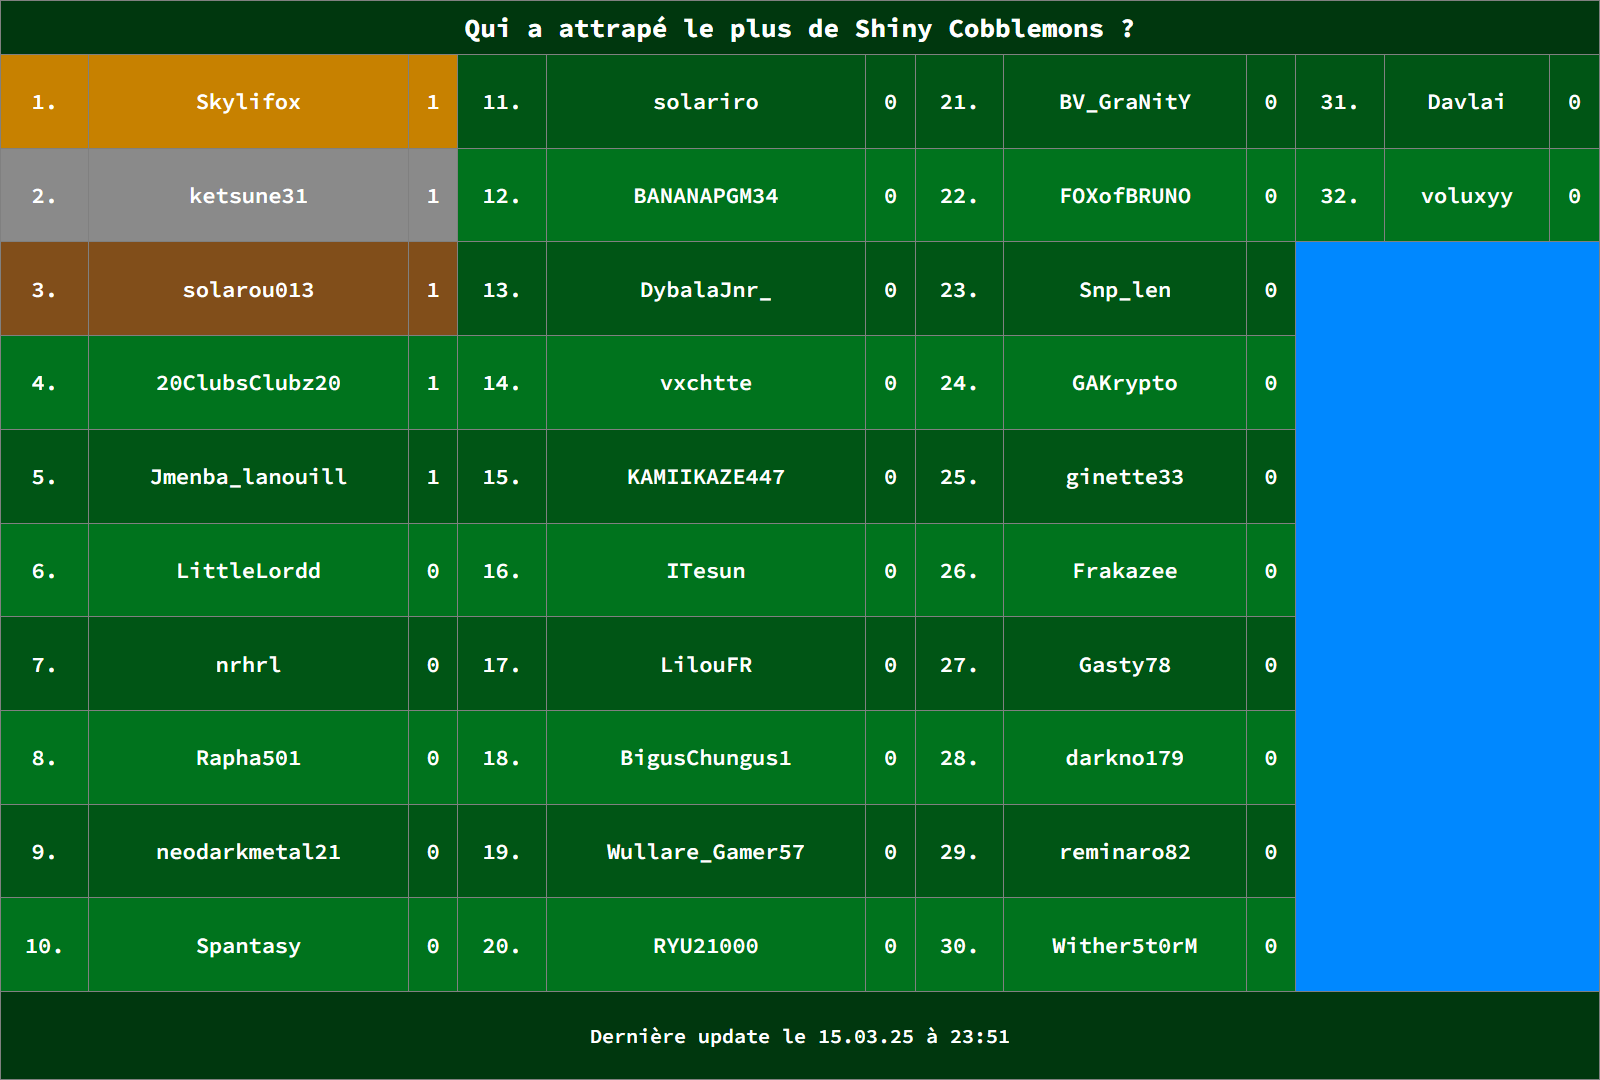 Qui a attrapé le plus de Shiny Cobblemons ?
1. Skylifox 1
2. ketsune31 1
3. solarou013 1
4. 20ClubsClubz20 1
5. Jmenba_lanouill 1
6. LittleLordd 0
7. nrhrl 0
8. Rapha501 0
9. neodarkmetal21 0
10. Spantasy 0
11. solariro 0
12. BANANAPGM34 0
13. DybalaJnr_ 0
14. vxchtte 0
15. KAMIIKAZE447 0
16. ITesun 0
17. LilouFR 0
18. BigusChungus1 0
19. Wullare_Gamer57 0
20. RYU21000 0
21. BV_GraNitY 0
22. FOXofBRUNO 0
23. Snp_len 0
24. GAKrypto 0
25. ginette33 0
26. Frakazee 0
27. Gasty78 0
28. darkno179 0
29. reminaro82 0
30. Wither5t0rM 0
31. Davlai 0
32. voluxyy 0
Dernière update le 15.03.25 à 23:51